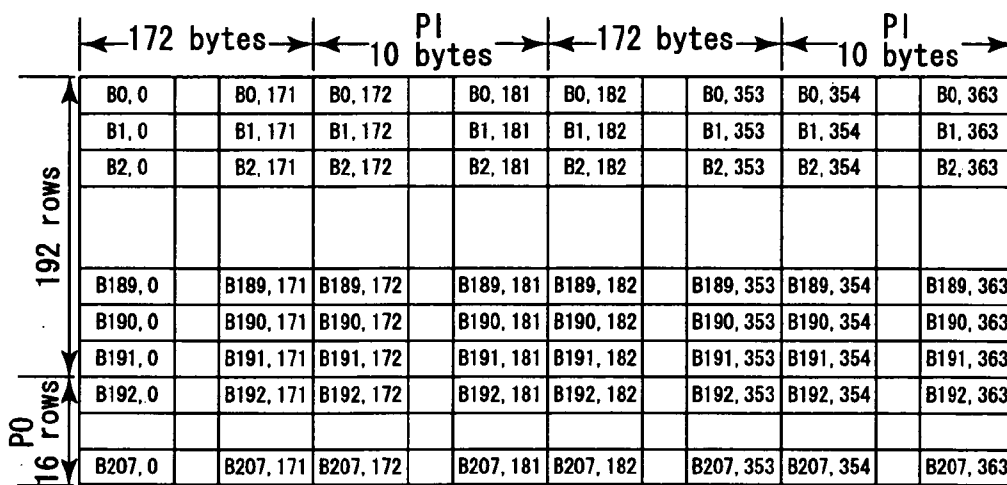 172 bytes PI 10 bytes 172 bytes PI 10 bytes
192 rows
B0, 0 B0, 171 B0, 172 B0, 181 B0, 182 B0, 353 B0, 354 B0, 363
B1, 0 B1, 171 B1, 172 B1, 181 B1, 182 B1, 353 B1, 354 B1, 363
B2, 0 B2, 171 B2, 172 B2, 181 B2, 182 B2, 353 B2, 354 B2, 363
B189, 0 B189, 171 B189, 172 B189, 181 B189, 182 B189, 353 B189, 354 B189, 363
B190, 0 B190, 171 B190, 172 B190, 181 B190, 182 B190, 353 B190, 354 B190, 363
B191, 0 B191, 171 B191, 172 B191, 181 B191, 182 B191, 353 B191, 354 B191, 363
PO 16 rows
B192, 0 B192, 171 B192, 172 B192, 181 B192, 182 B192, 353 B192, 354 B192, 363
B207, 0 B207, 171 B207, 172 B207, 181 B207, 182 B207, 353 B207, 354 B207, 363